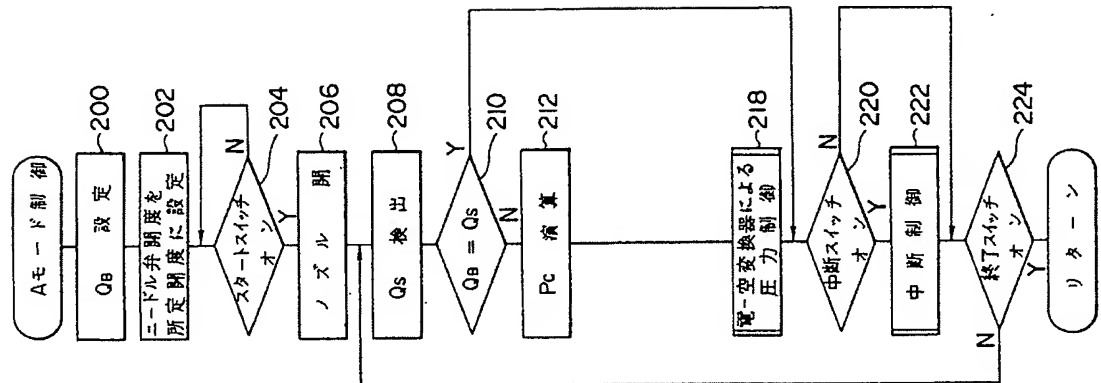 Aモード制御
QB 設定
200
ニードル弁開度を
所定開度に設定
202
スタートスイッチ
オン
204
N
Y
ノズル開
206
QS 検出
208
QB = QS
210
Y
N
PC 演算
212
電-空変換器による
圧力制御
218
中断スイッチ
オン
220
N
Y
中断制御
222
終了スイッチ
オン
224
N
Y
リターン